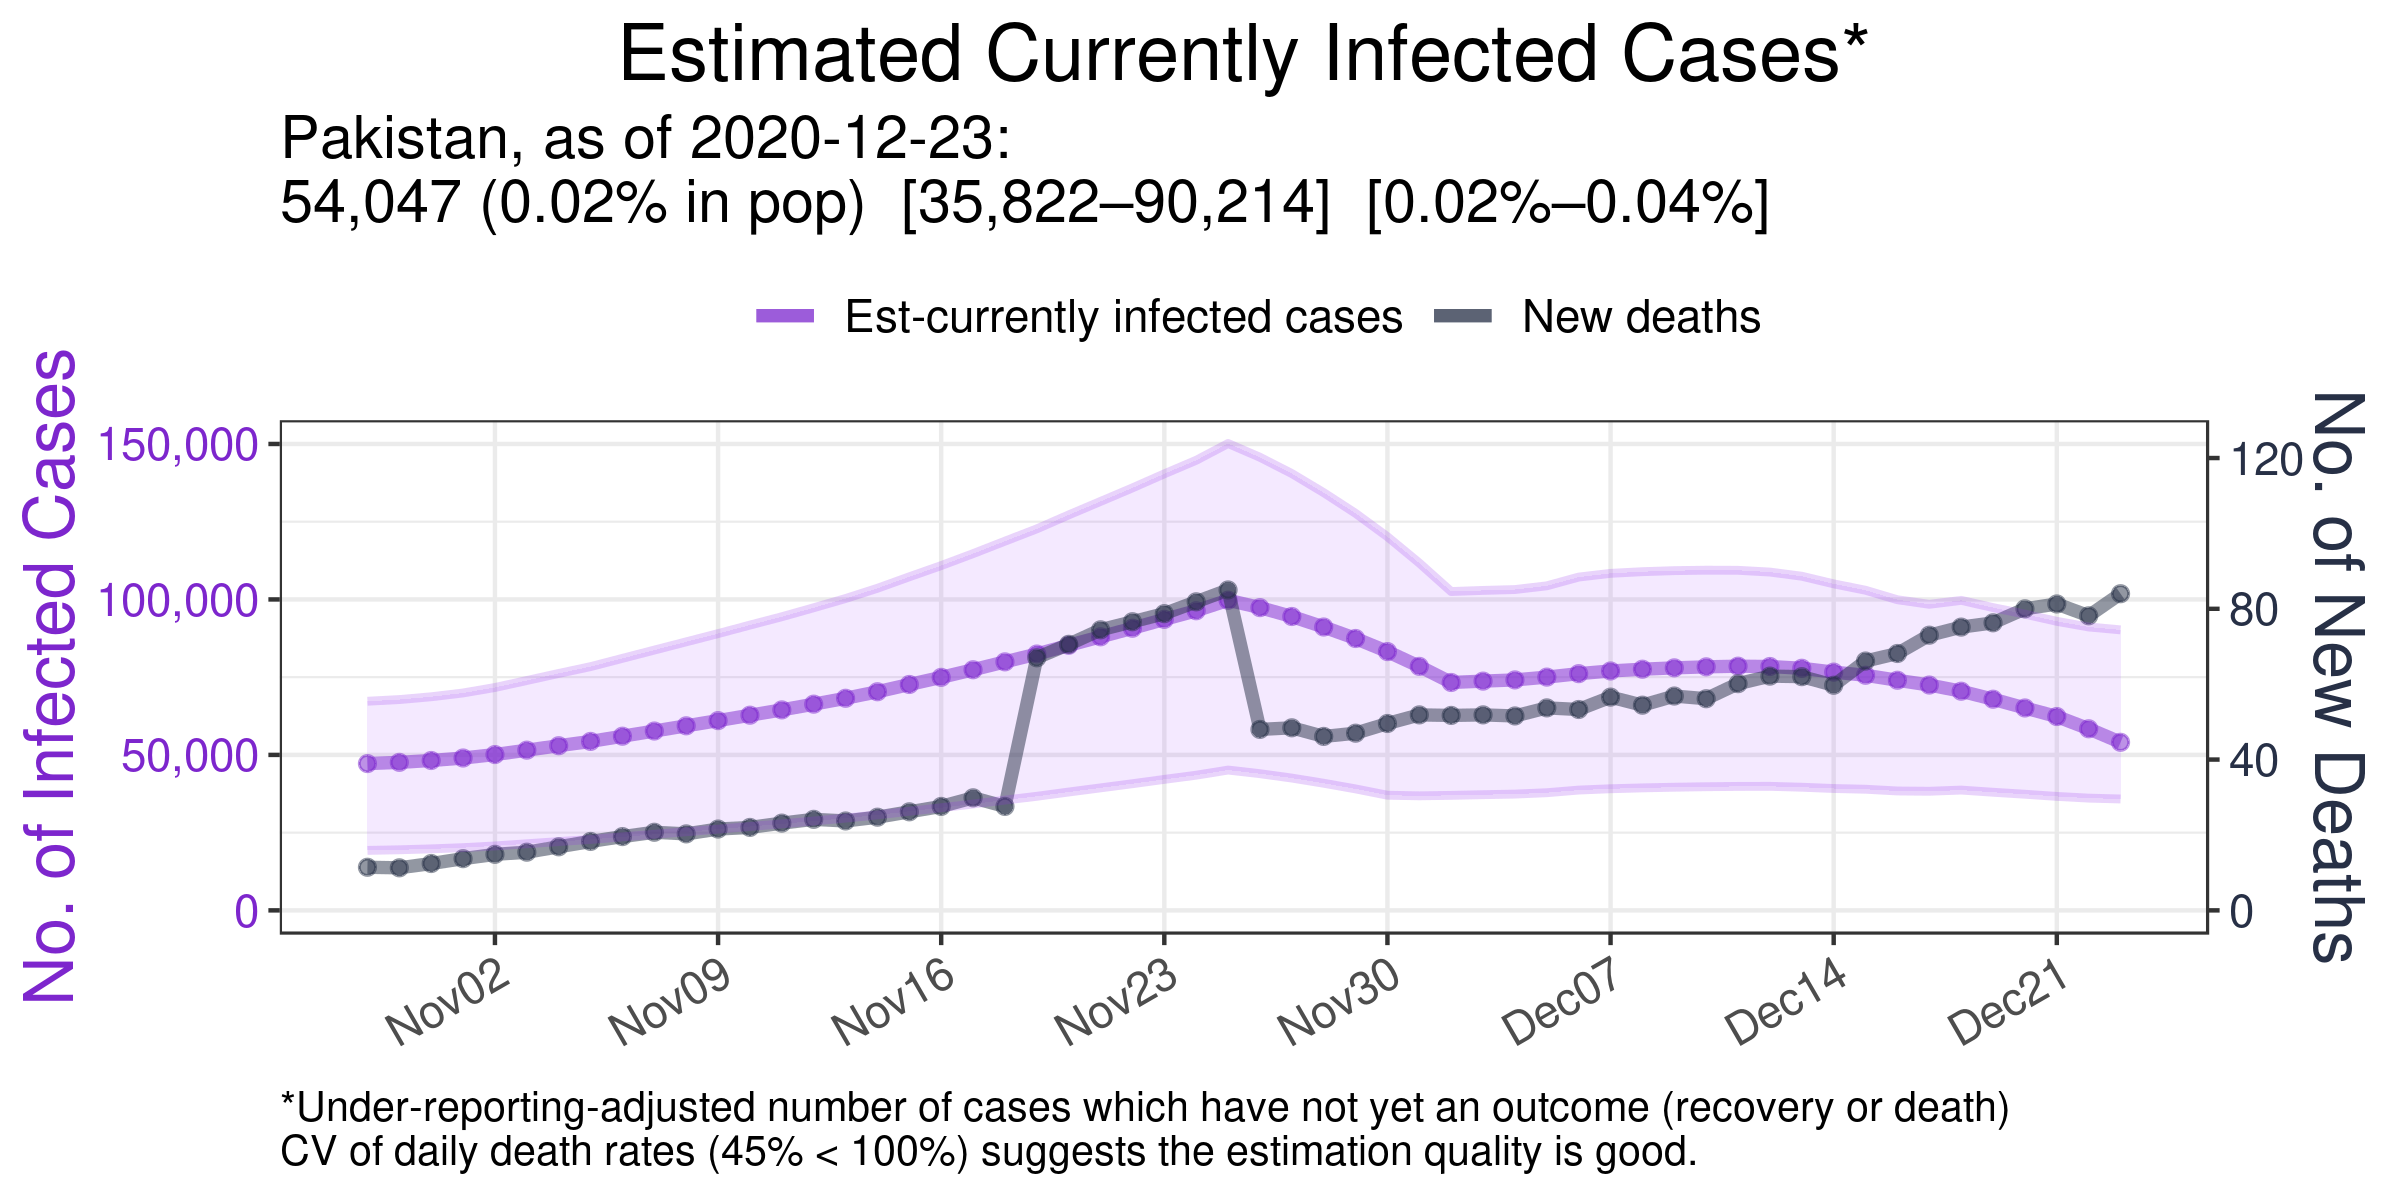 Estimated Currently Infected Cases*
Pakistan, as of 2020-12-23:
54,047 (0.02% in pop)  [35,822–90,214]  [0.02%–0.04%]
Est-currently infected cases
New deaths
No. of Infected Cases
150,000
100,000
50,000
0
120
80
40
0
No. of New Deaths
Nov02
Nov09
Nov16
Nov23
Nov30
Dec07
Dec14
Dec21
*Under-reporting-adjusted number of cases which have not yet an outcome (recovery or death)
CV of daily death rates (45% < 100%) suggests the estimation quality is good.